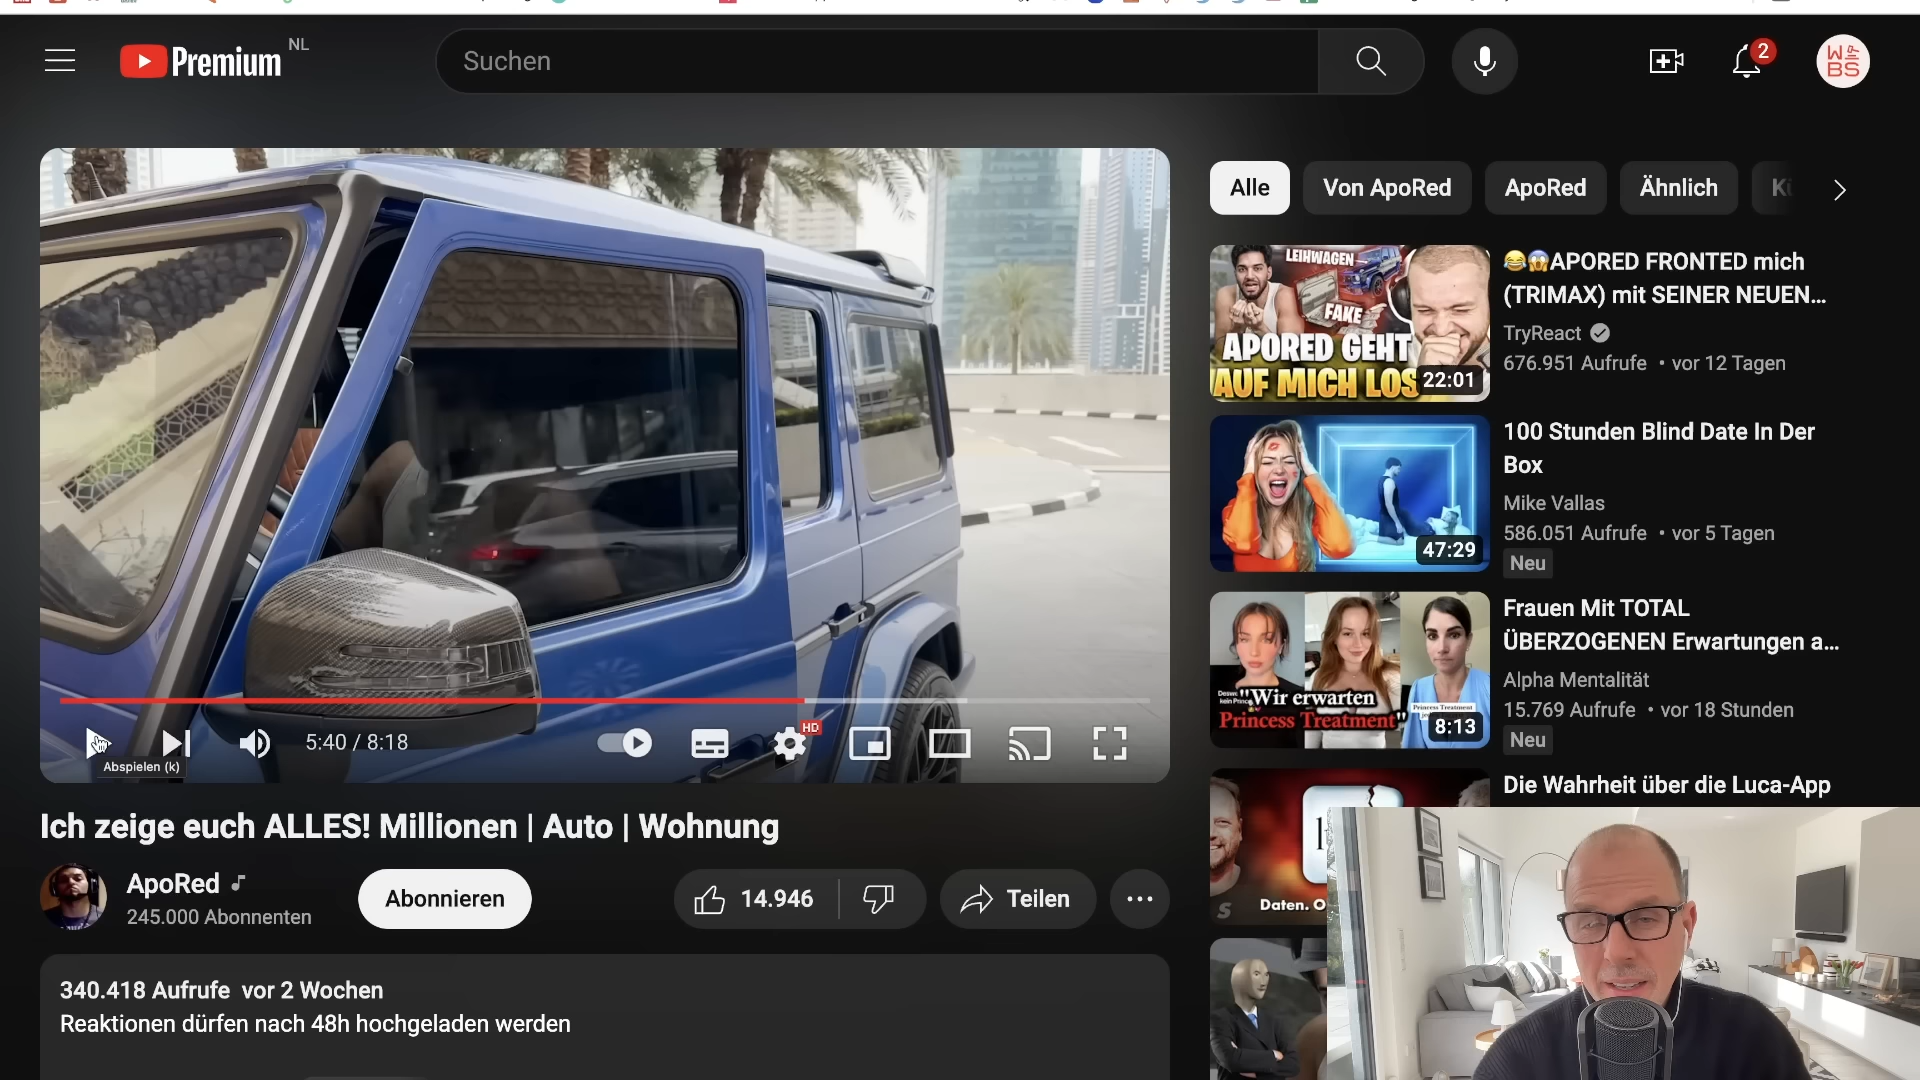 Premium NL
Suchen
2
W BS
Alle
Von ApoRed
ApoRed
Ähnlich
LEIHWAGEN
FAKE
APORED GEHT
AUF MICH LOS
22:01
😂😱APORED FRONTED mich
(TRIMAX) mit SEINER NEUEN...
TryReact
676.951 Aufrufe • vor 12 Tagen
47:29
100 Stunden Blind Date In Der
Box
Mike Vallas
586.051 Aufrufe • vor 5 Tagen
Neu
"Wir erwarten
Princess Treatment"
Princess Treatment
8:13
Frauen Mit TOTAL
ÜBERZOGENEN Erwartungen a...
Alpha Mentalität
15.769 Aufrufe • vor 18 Stunden
Neu
Daten. O
Die Wahrheit über die Luca-App
HD
5:40 / 8:18
Abspielen (k)
Ich zeige euch ALLES! Millionen | Auto | Wohnung
ApoRed
245.000 Abonnenten
Abonnieren
14.946
Teilen
340.418 Aufrufe vor 2 Wochen
Reaktionen dürfen nach 48h hochgeladen werden